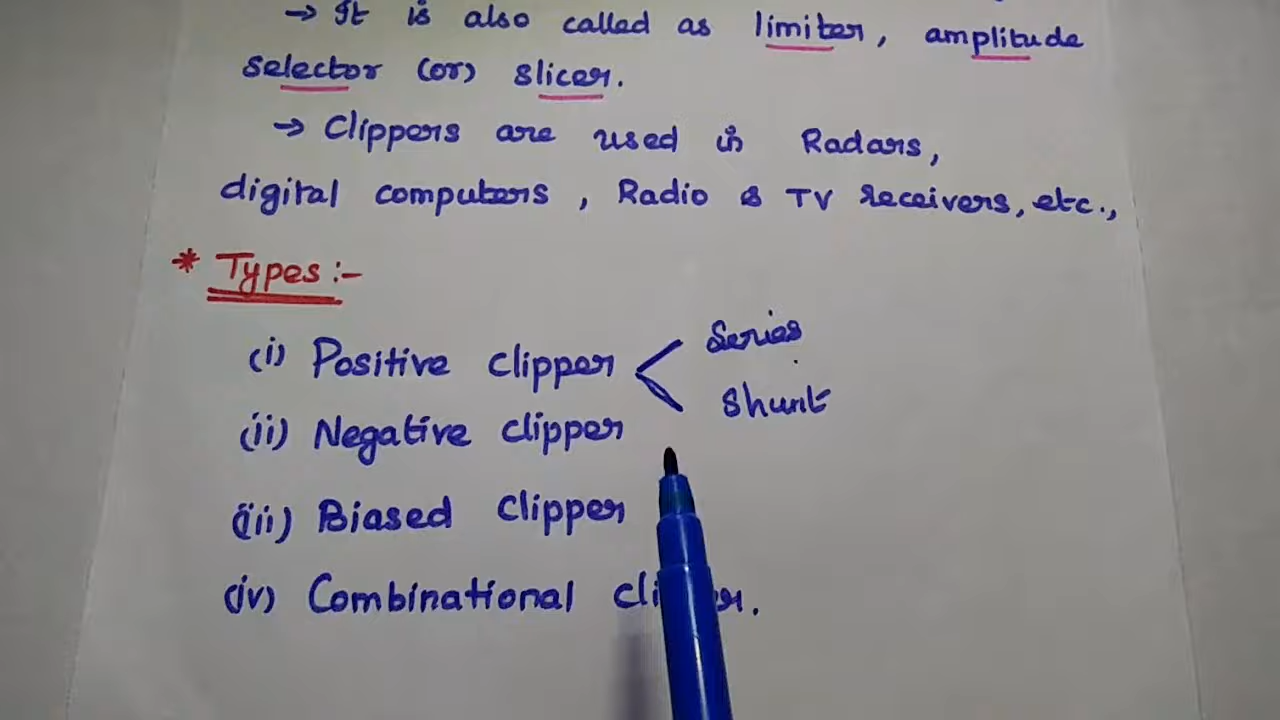 → It is also called as limiter, amplitude
selector (or) slicer.
→ Clippers are used in Radars,
digital computers, Radio & TV receivers, etc.,
* Types:-
(i) Positive clipper < Series
Shunt
(ii) Negative clipper
(iii) Biased clipper
(iv) Combinational